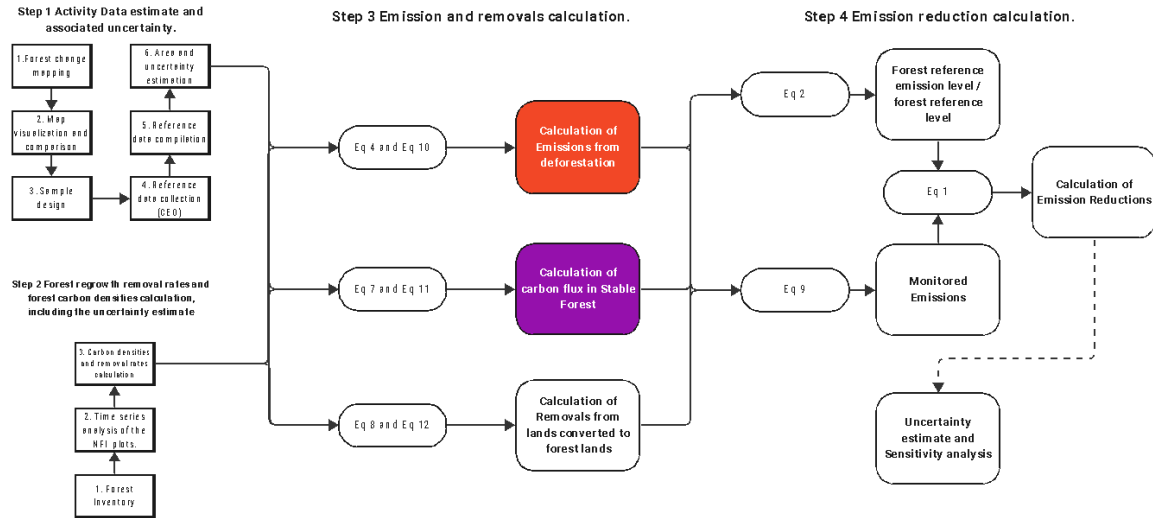 Step 1 Activity Data estimate and
associated uncertainty.
1.Forest change
mapping
2. Map
visualization and
comparison
3. Sample
design
6. Area and
uncertainty
estimation
5. Reference
data compilation
4. Reference
data collection
(CEO)
Step 2 Forest regrowth removal rates and
forest carbon densities calculation,
including the uncertainty estimate
3. Carbon densities
and removal rates
calculation
2. Time series
analysis of the
NFI plots.
1. Forest
Inventory
Step 3 Emission and removals calculation.
Eq 4 and Eq 10
Calculation of
Emissions from
deforestation
Eq 7 and Eq 11
Calculation of
carbon flux in Stable
Forest
Eq 8 and Eq 12
Calculation of
Removals from
lands converted to
forest lands
Step 4 Emission reduction calculation.
Eq 2
Forest reference
emission level /
forest reference
level
Eq 1
Calculation of
Emission Reductions
Eq 9
Monitored
Emissions
Uncertainty
estimate and
Sensitivity analysis